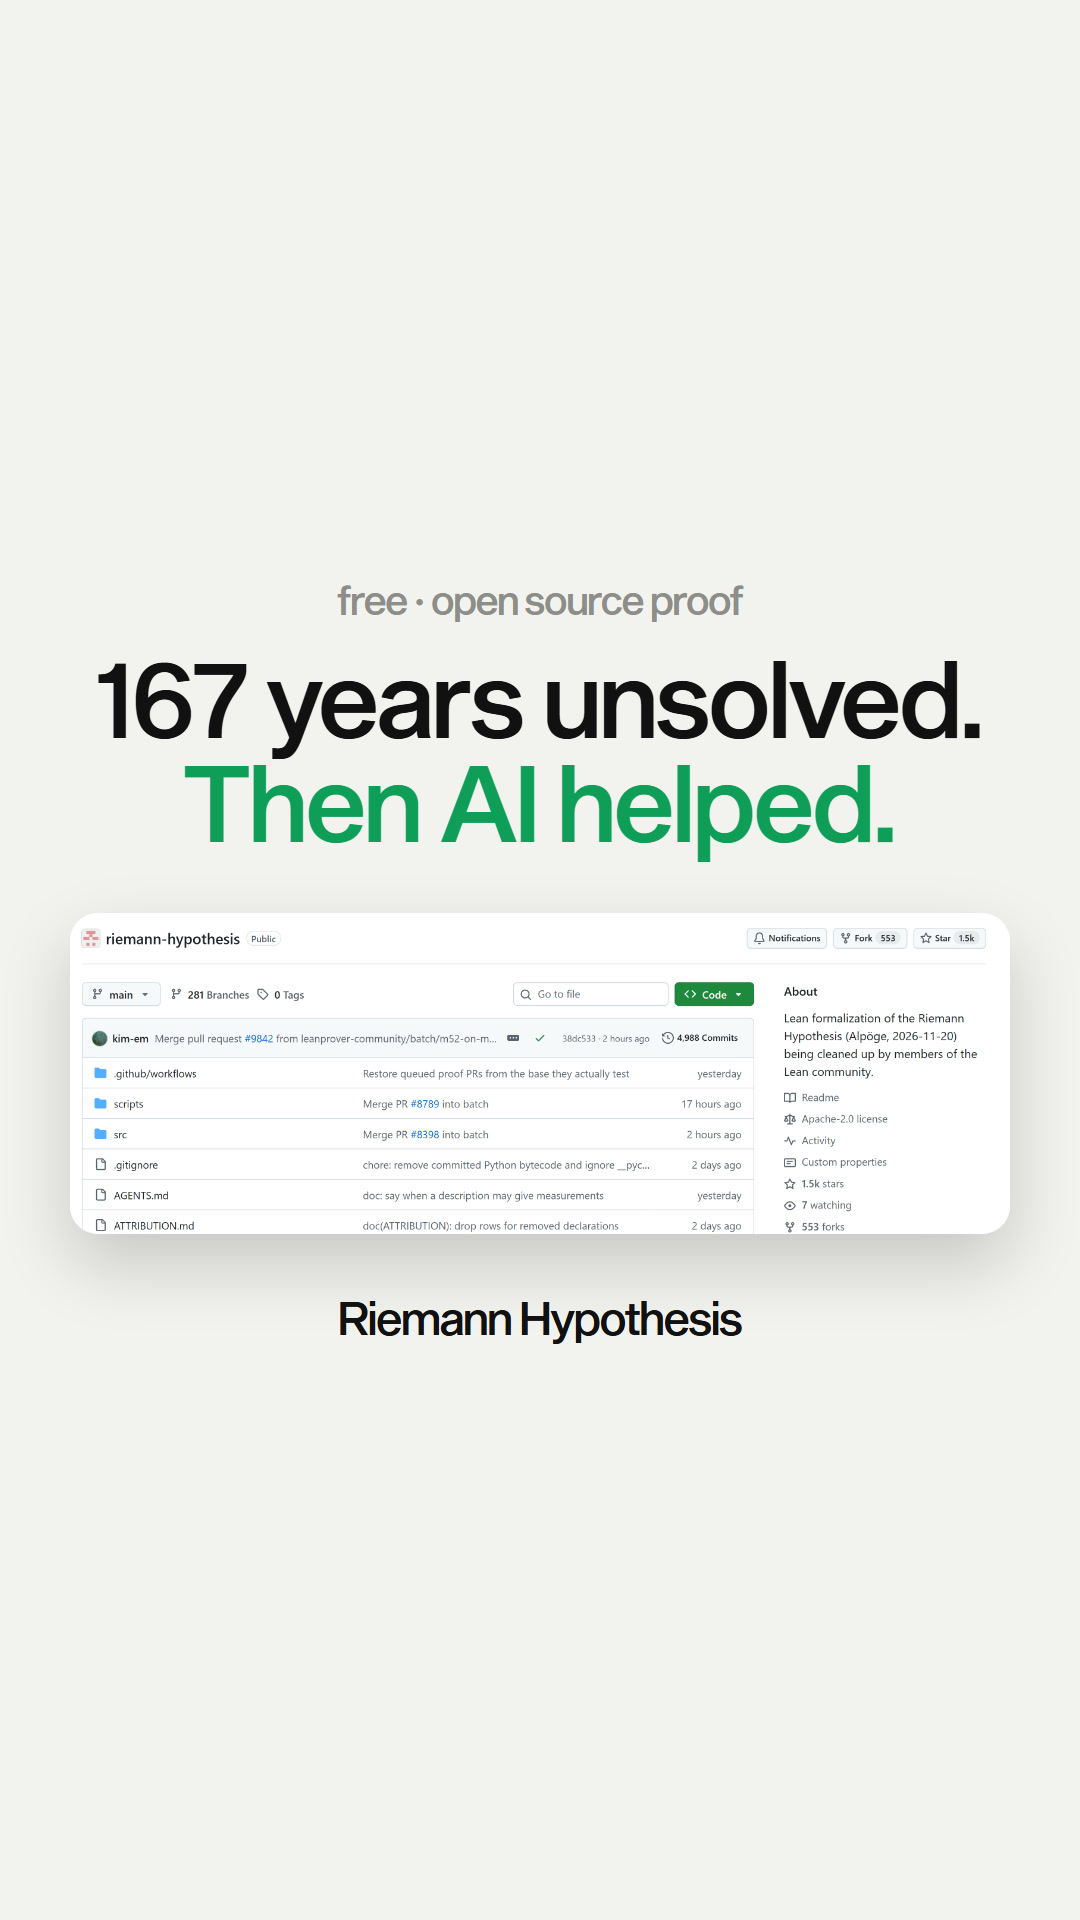 free · open source proof
167 years unsolved.
Then AI helped.
riemann-hypothesis Public
Notifications Fork 553 Star 1.5k
main 281 Branches 0 Tags Go to file Code
kim-em Merge pull request #9842 from leanprover-community/batch/m52-on-m... 38dc533 · 2 hours ago 4,988 Commits
.github/workflows Restore queued proof PRs from the base they actually test yesterday
scripts Merge PR #8789 into batch 17 hours ago
src Merge PR #8398 into batch 2 hours ago
.gitignore chore: remove committed Python bytecode and ignore __pyc... 2 days ago
AGENTS.md doc: say when a description may give measurements yesterday
ATTRIBUTION.md doc(ATTRIBUTION): drop rows for removed declarations 2 days ago
About
Lean formalization of the Riemann
Hypothesis (Alpöge, 2026-11-20)
being cleaned up by members of the
Lean community.
Readme
Apache-2.0 license
Activity
Custom properties
1.5k stars
7 watching
553 forks
Riemann Hypothesis